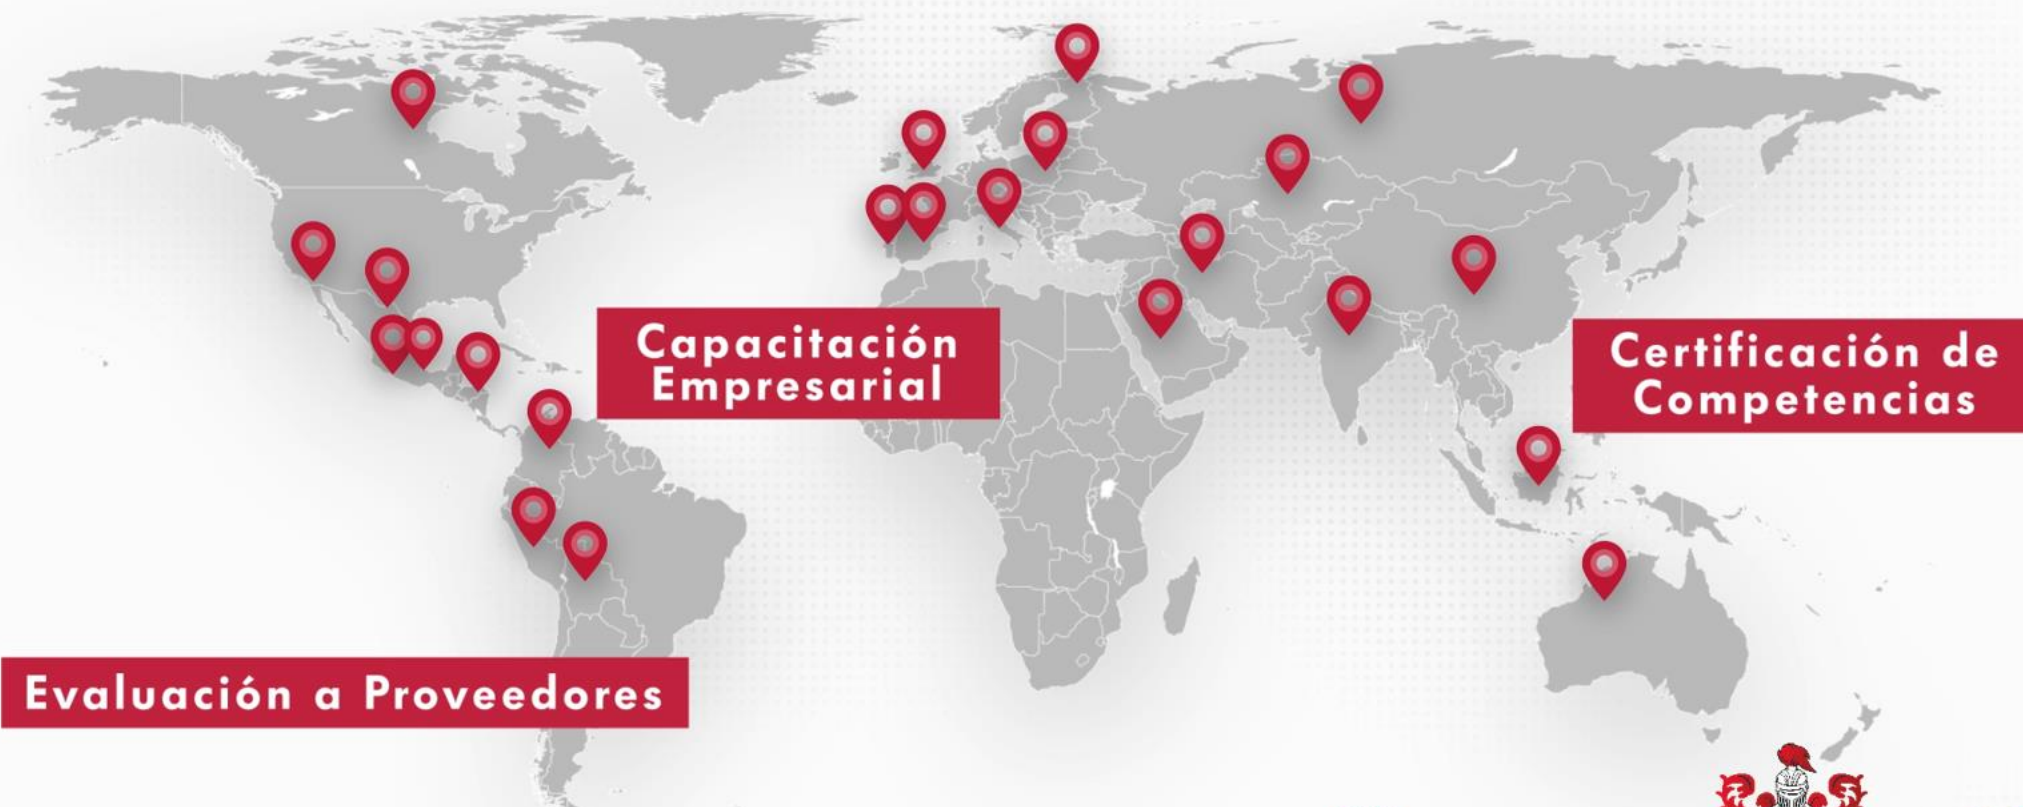 Capacitación
Empresarial
Certificación de
Competencias
Evaluación a Proveedores